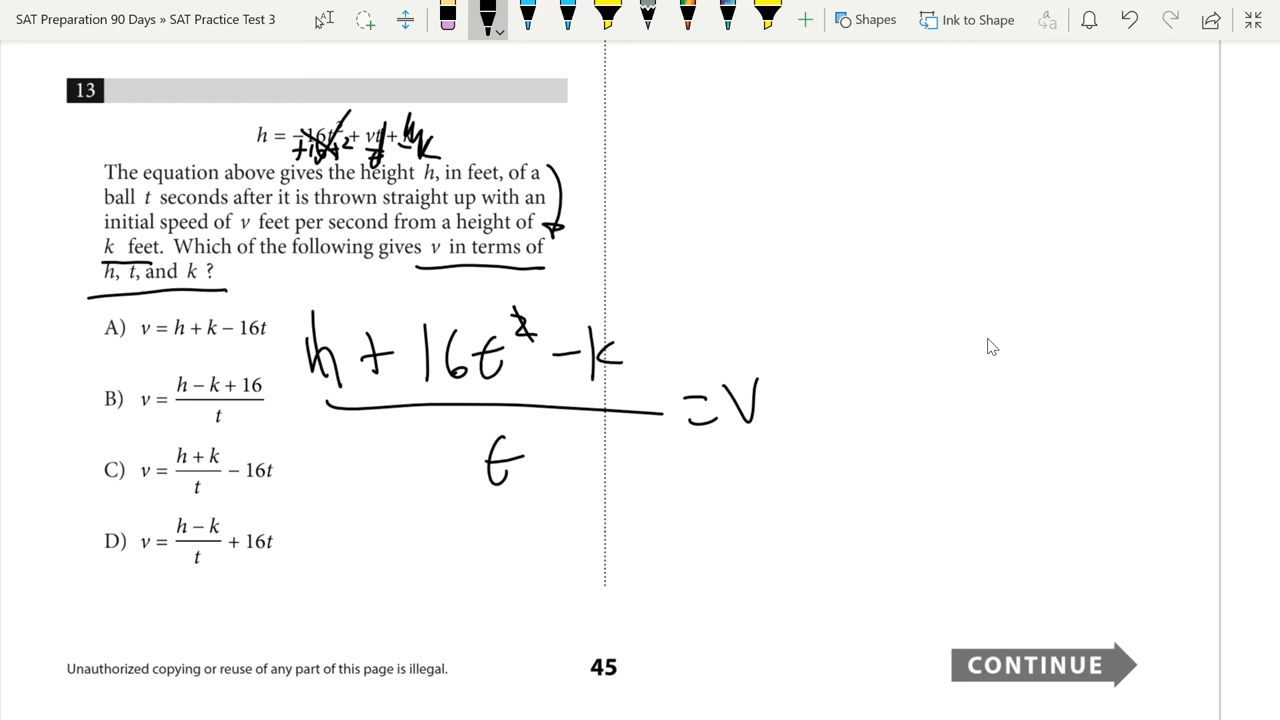 SAT Preparation 90 Days » SAT Practice Test 3
Shapes
Ink to Shape
13
h = -16t² + vt +
+16t² t -k
The equation above gives the height h, in feet, of a
ball t seconds after it is thrown straight up with an
initial speed of v feet per second from a height of
k feet. Which of the following gives v in terms of
h, t, and k ?
A) v = h + k − 16t
B) v = h − k + 16 / t
C) v = h + k / t − 16t
D) v = h − k / t + 16t
h + 16t² − k
t
= V
Unauthorized copying or reuse of any part of this page is illegal.
45
CONTINUE